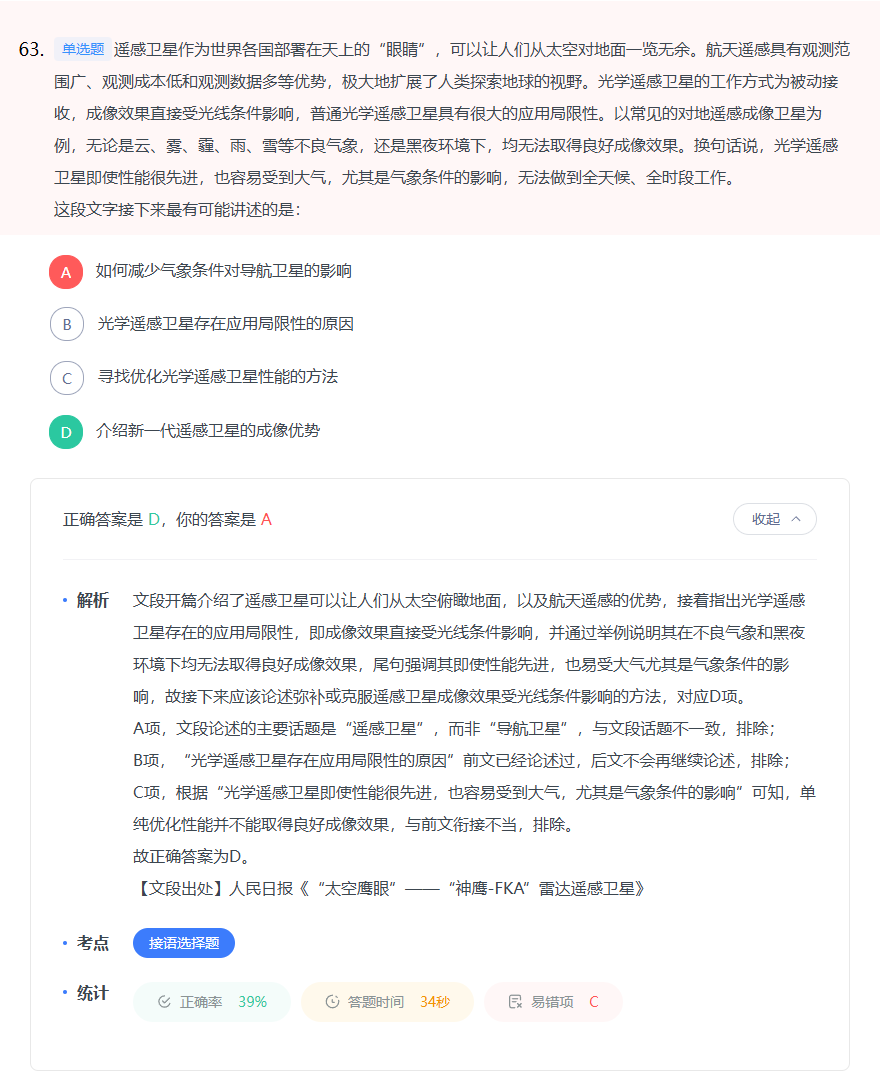 63. 单选题 遥感卫星作为世界各国部署在天上的“眼睛”，可以让人们从太空对地面一览无余。航天遥感具有观测范
围广、观测成本低和观测数据多等优势，极大地扩展了人类探索地球的视野。光学遥感卫星的工作方式为被动接
收，成像效果直接受光线条件影响，普通光学遥感卫星具有很大的应用局限性。以常见的对地遥感成像卫星为
例，无论是云、雾、霾、雨、雪等不良气象，还是黑夜环境下，均无法取得良好成像效果。换句话说，光学遥感
卫星即使性能很先进，也容易受到大气，尤其是气象条件的影响，无法做到全天候、全时段工作。
这段文字接下来最有可能讲述的是：
A 如何减少气象条件对导航卫星的影响
B 光学遥感卫星存在应用局限性的原因
C 寻找优化光学遥感卫星性能的方法
D 介绍新一代遥感卫星的成像优势
正确答案是 D，你的答案是 A 收起
解析 文段开篇介绍了遥感卫星可以让人们从太空俯瞰地面，以及航天遥感的优势，接着指出光学遥感
卫星存在的应用局限性，即成像效果直接受光线条件影响，并通过举例说明其在不良气象和黑夜
环境下均无法取得良好成像效果，尾句强调其即使性能先进，也易受大气尤其是气象条件的影
响，故接下来应该论述弥补或克服遥感卫星成像效果受光线条件影响的方法，对应D项。
A项，文段论述的主要话题是“遥感卫星”，而非“导航卫星”，与文段话题不一致，排除；
B项，“光学遥感卫星存在应用局限性的原因”前文已经论述过，后文不会再继续论述，排除；
C项，根据“光学遥感卫星即使性能很先进，也容易受到大气，尤其是气象条件的影响”可知，单
纯优化性能并不能取得良好成像效果，与前文衔接不当，排除。
故正确答案为D。
【文段出处】人民日报《“太空鹰眼”——“神鹰-FKA”雷达遥感卫星》
考点 接语选择题
统计 正确率 39% 答题时间 34秒 易错项 C